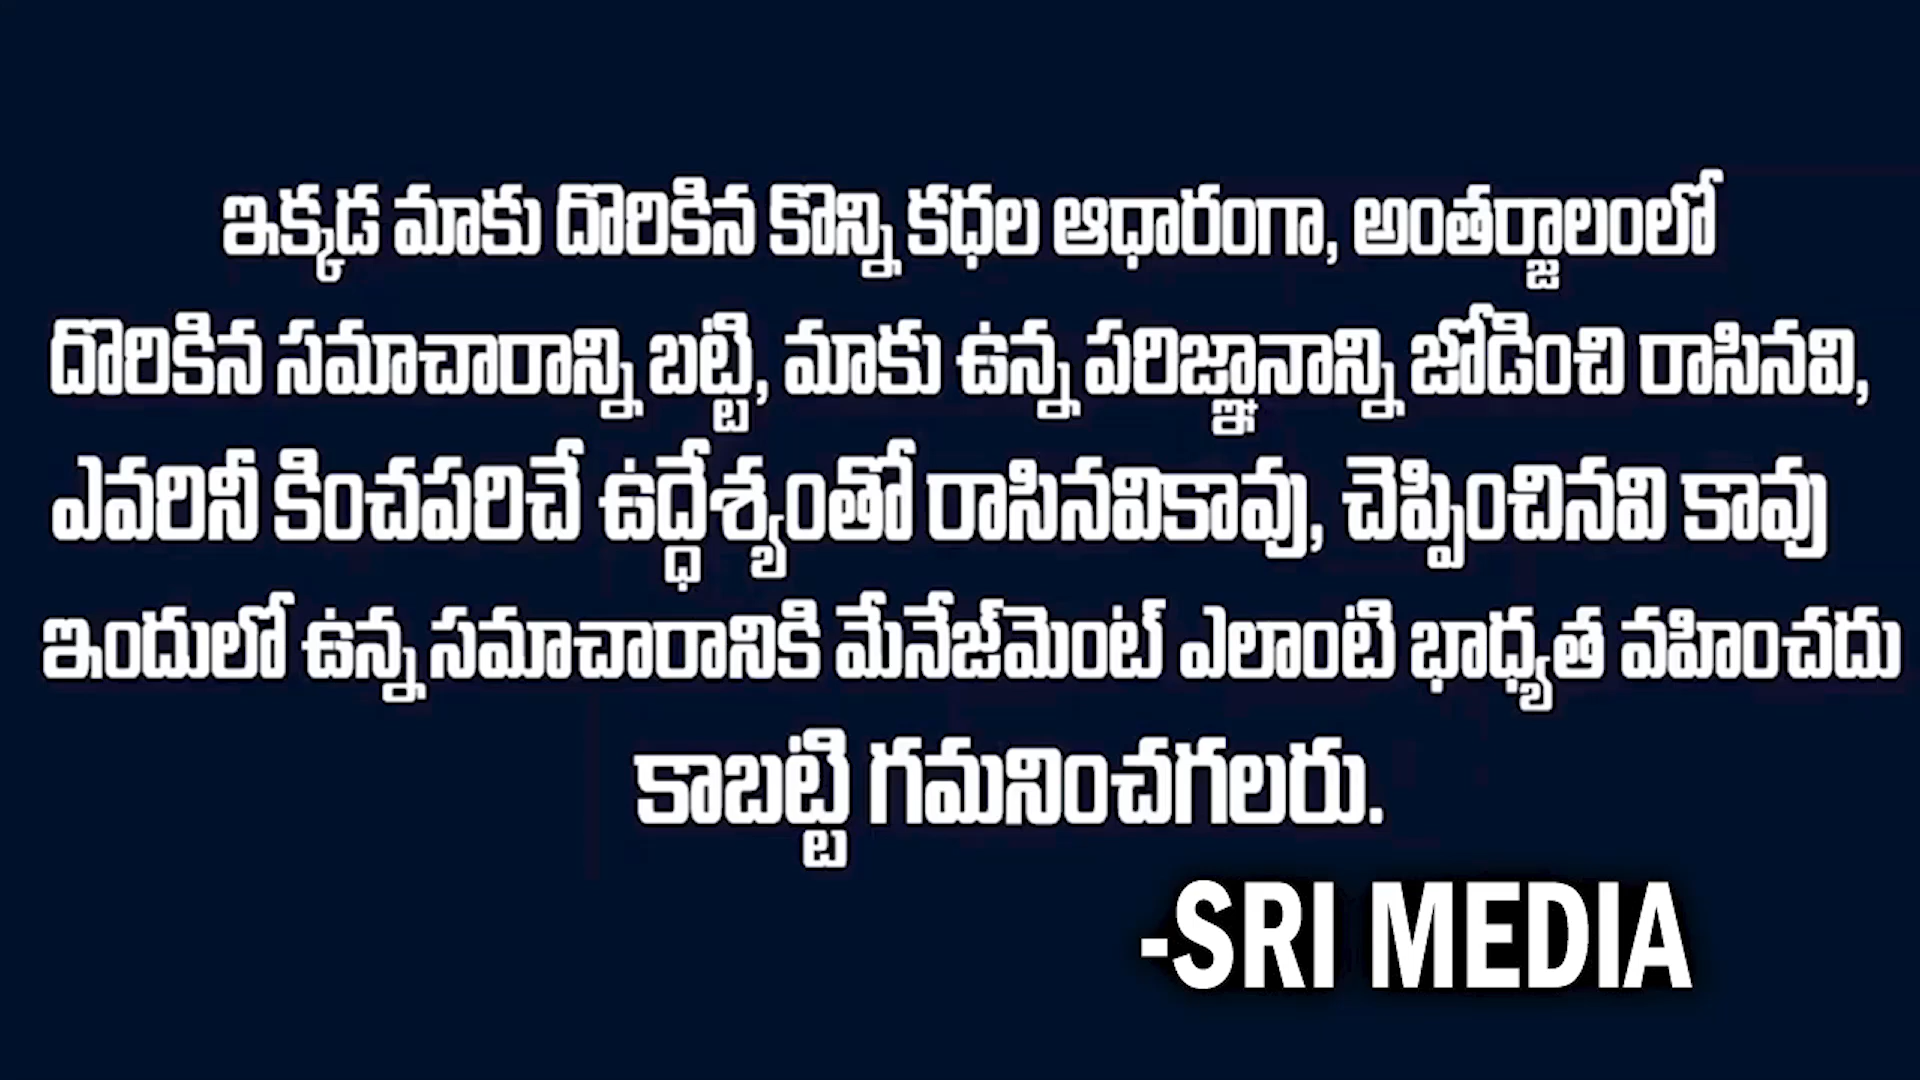 ఇక్కడ మాకు దొరికిన కొన్ని కధల ఆధారంగా, అంతర్జాలంలో
దొరికిన సమాచారాన్ని బట్టి, మాకు ఉన్న పరిజ్ఞానాన్ని జోడించి రాసినవి,
ఎవరినీ కించపరిచే ఉద్ధేశ్యంతో రాసినవికావు, చెప్పించినవి కావు
ఇందులో ఉన్న సమాచారానికి మేనేజ్‌మెంట్ ఎలాంటి భాధ్యత వహించదు
కాబట్టి గమనించగలరు.
-SRI MEDIA